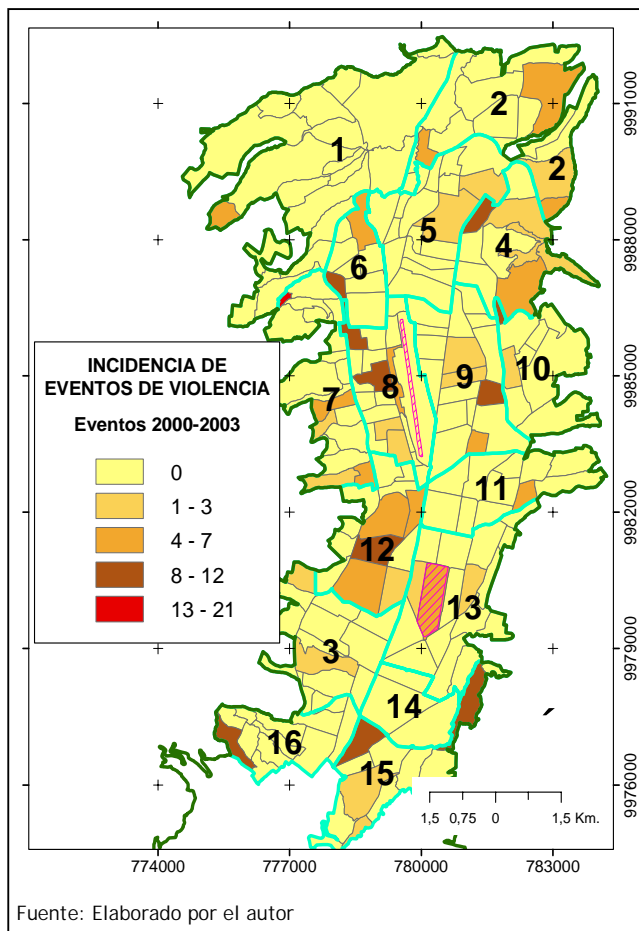 1
2
2
5
4
6
INCIDENCIA DE
EVENTOS DE VIOLENCIA
Eventos 2000-2003
0
1 - 3
4 - 7
8 - 12
13 - 21
7
8
9
10
11
12
13
3
14
16
15
1,5 0,75 0 1,5 Km.
9991000
9988000
9985000
9982000
9979000
9976000
774000 777000 780000 783000
Fuente: Elaborado por el autor